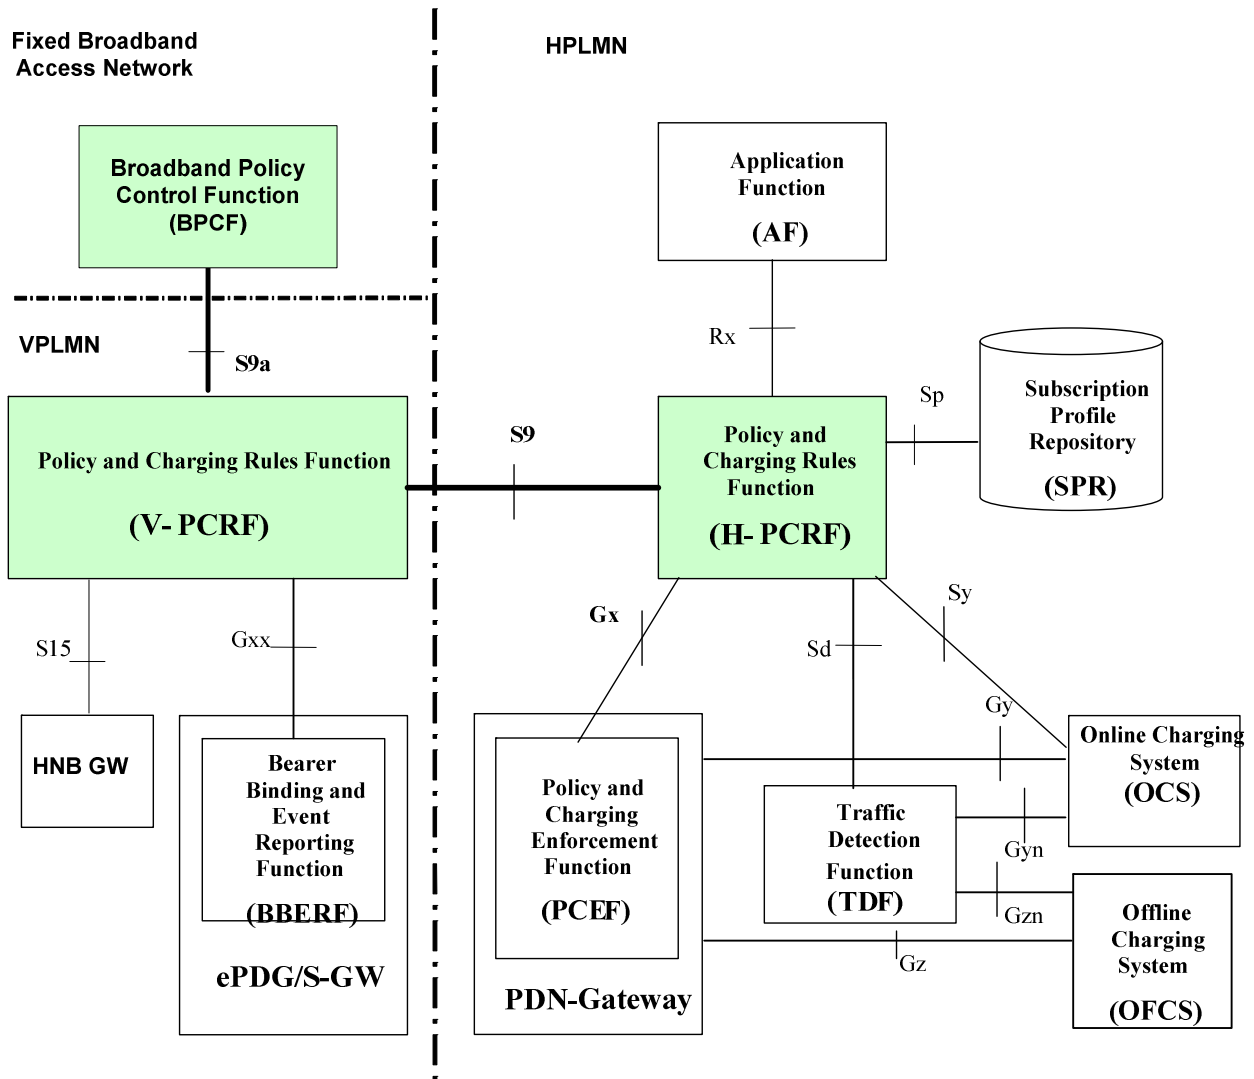 Fixed Broadband
Access Network
HPLMN
Broadband Policy
Control Function
(BPCF)
Application
Function
(AF)
VPLMN
S9a
Rx
Subscription
Profile
Repository
(SPR)
Sp
Policy and Charging Rules Function
(V- PCRF)
S9
Policy and
Charging Rules
Function
(H- PCRF)
S15
Gxx
Gx
Sd
Sy
Gy
HNB GW
Bearer
Binding and
Event
Reporting
Function
(BBERF)
ePDG/S-GW
Policy and
Charging
Enforcement
Function
(PCEF)
PDN-Gateway
Traffic
Detection
Function
(TDF)
Online Charging
System
(OCS)
Gyn
Gzn
Gz
Offline
Charging
System
(OFCS)